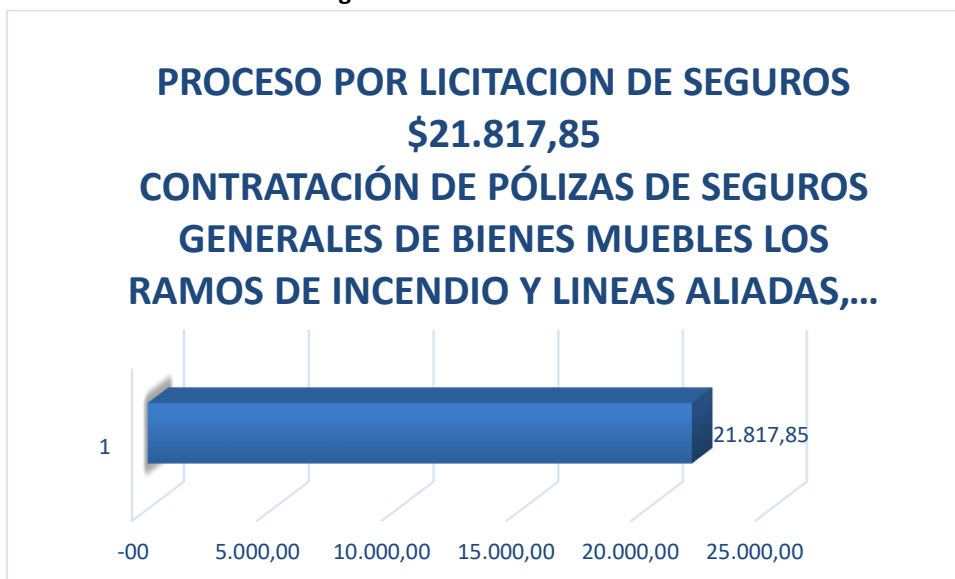 PROCESO POR LICITACION DE SEGUROS
$21.817,85
CONTRATACIÓN DE PÓLIZAS DE SEGUROS
GENERALES DE BIENES MUEBLES LOS
RAMOS DE INCENDIO Y LINEAS ALIADAS,...
21.817,85
1
-00 5.000,00 10.000,00 15.000,00 20.000,00 25.000,00